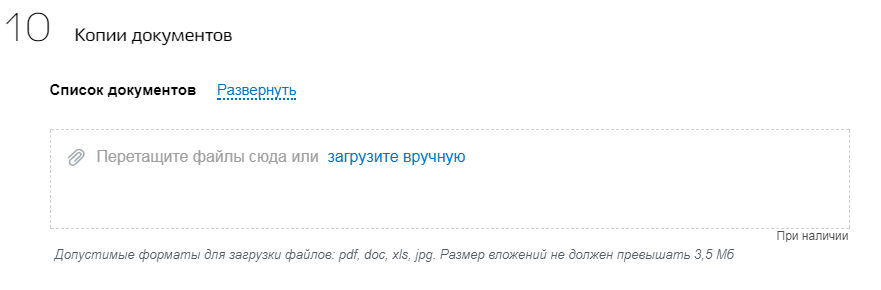 10 Копии документов
Список документов Развернуть
Перетащите файлы сюда или загрузите вручную
При наличии
Допустимые форматы для загрузки файлов: pdf, doc, xls, jpg. Размер вложений не должен превышать 3,5 Мб